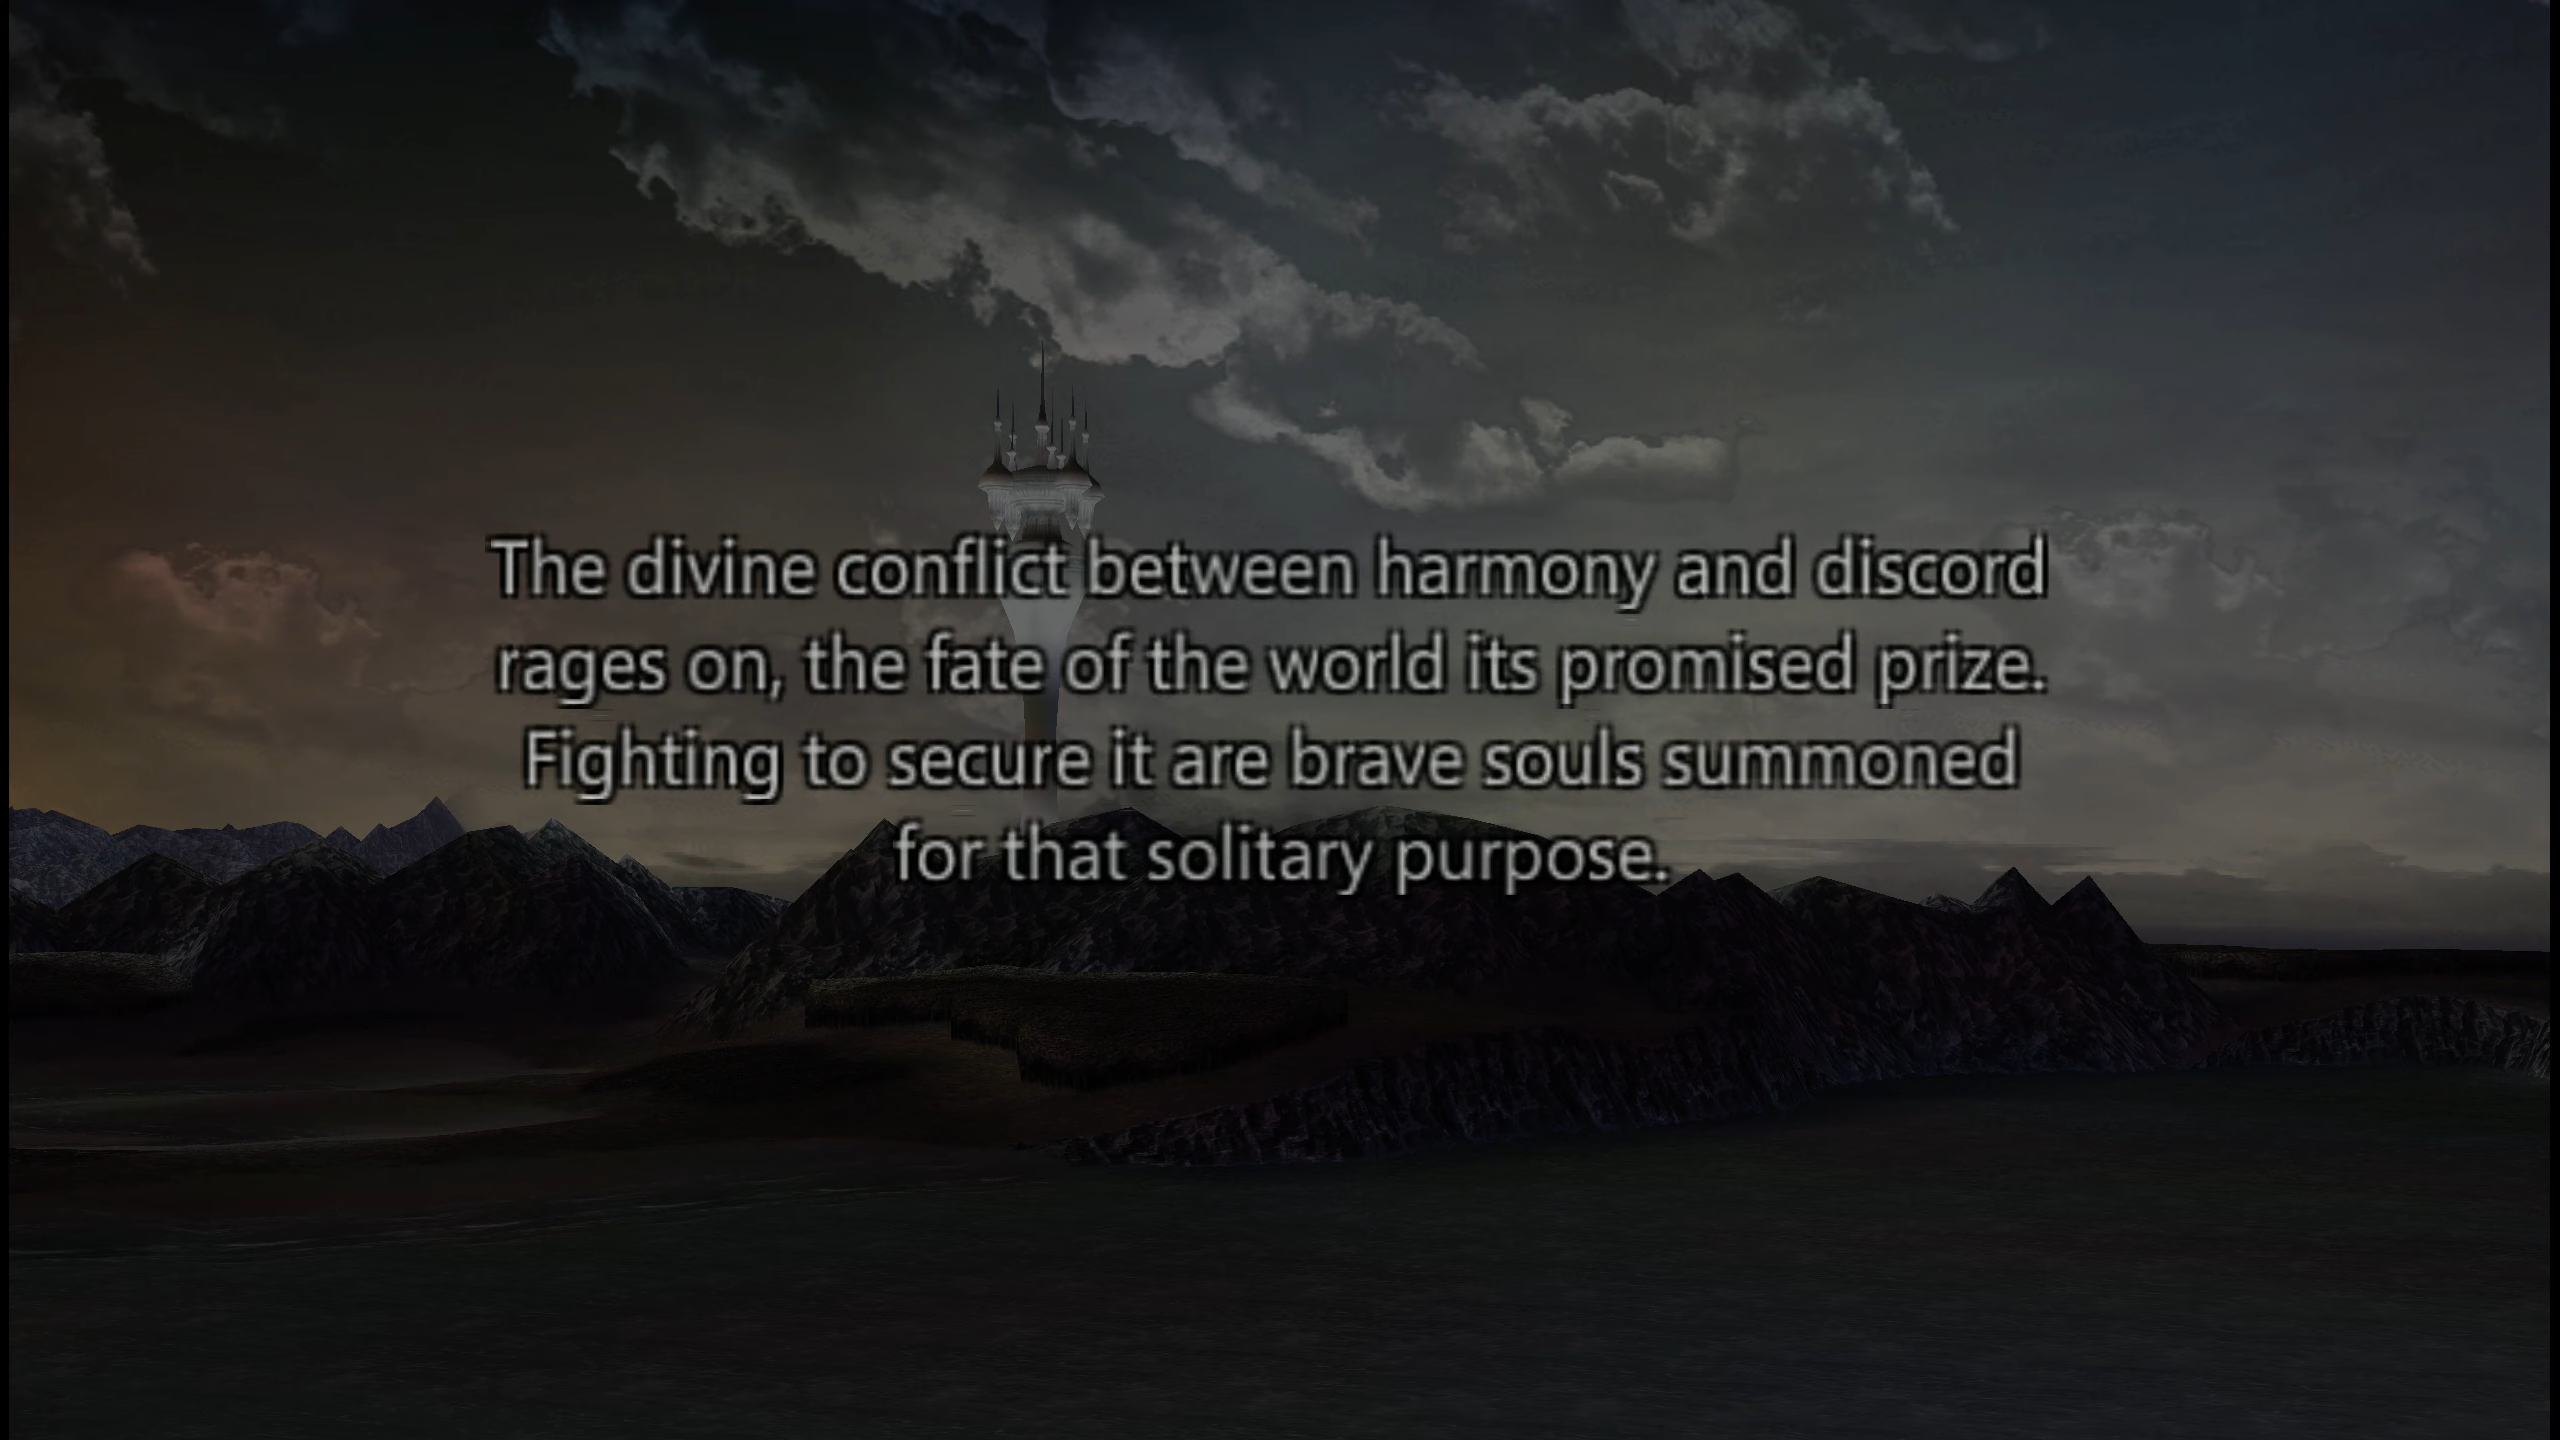 The divine conflict between harmony and discord
rages on, the fate of the world its promised prize.
Fighting to secure it are brave souls summoned
for that solitary purpose.